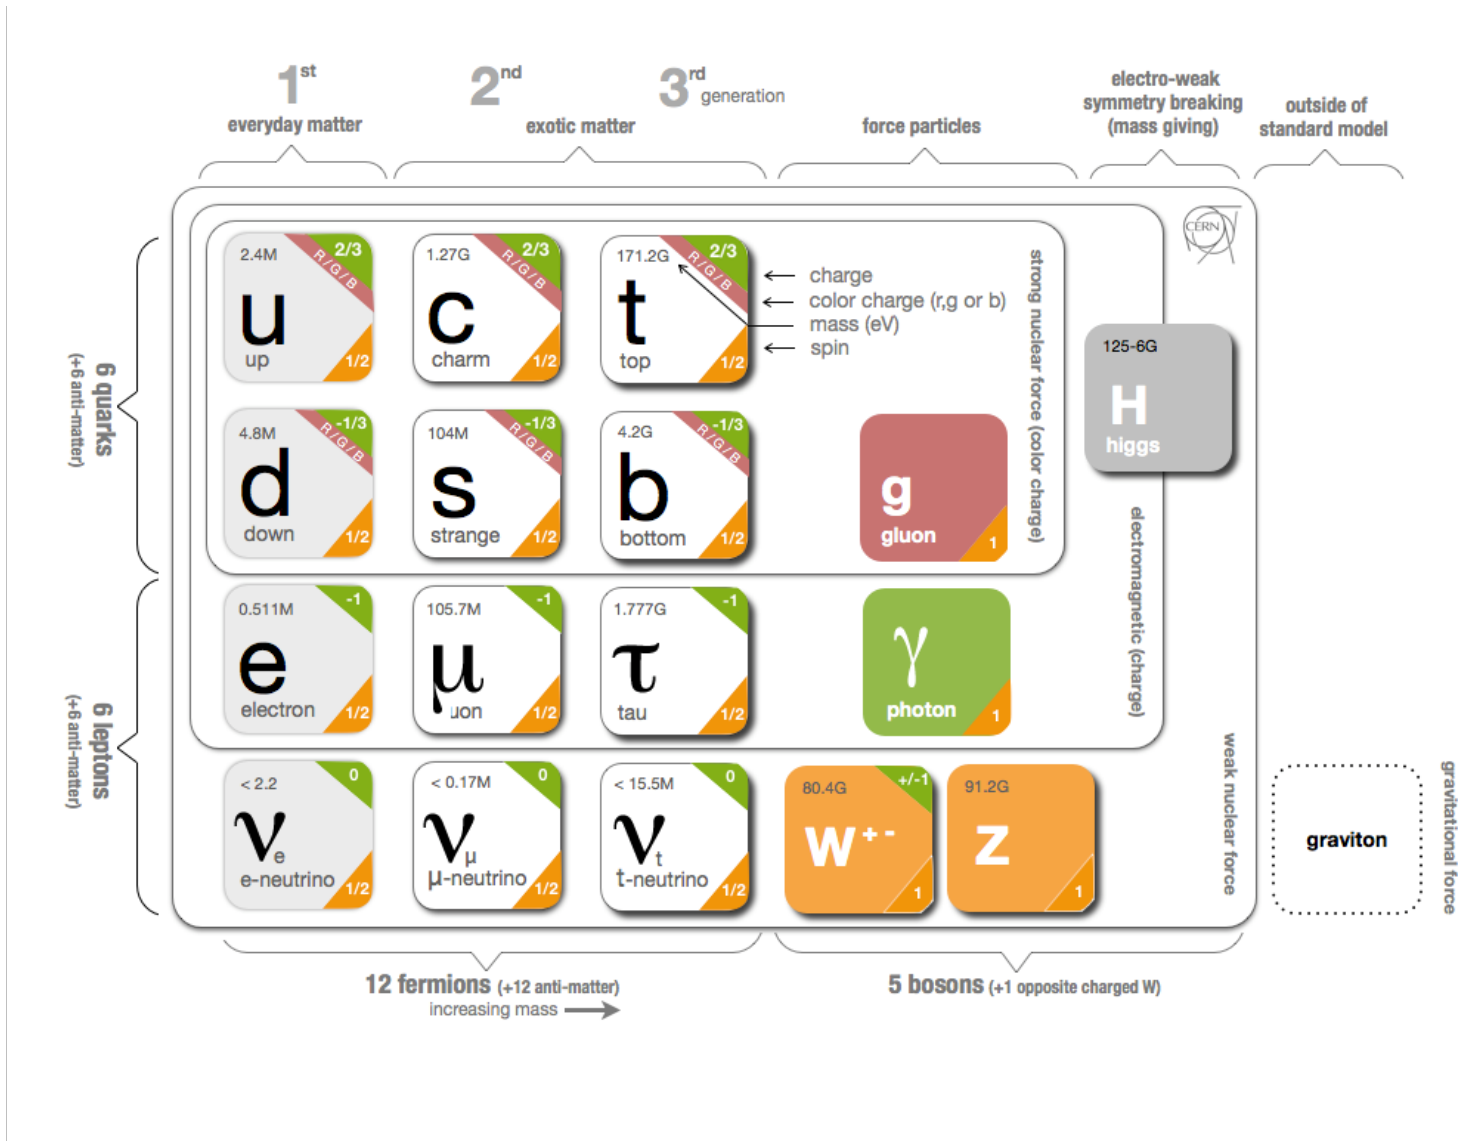 1st
2nd
3rd generation
everyday matter
exotic matter
force particles
electro-weak
symmetry breaking
(mass giving)
outside of
standard model
6 quarks
(+6 anti-matter)
6 leptons
(+6 anti-matter)
2.4M
2/3
R/G/B
u
up
1/2
1.27G
2/3
R/G/B
c
charm
1/2
171.2G
2/3
R/G/B
t
top
1/2
charge
color charge (r,g or b)
mass (eV)
spin
4.8M
-1/3
R/G/B
d
down
1/2
104M
-1/3
R/G/B
s
strange
1/2
4.2G
-1/3
R/G/B
b
bottom
1/2
g
gluon
1
strong nuclear force (color charge)
CERN
125-6G
H
higgs
0.511M
-1
e
electron
1/2
105.7M
-1
μ
uon
1/2
1.777G
-1
τ
tau
1/2
γ
photon
1
electromagnetic (charge)
< 2.2
0
νe
e-neutrino
1/2
< 0.17M
0
νμ
μ-neutrino
1/2
< 15.5M
0
νt
t-neutrino
1/2
80.4G
+/-1
W+-
1
91.2G
Z
1
weak nuclear force
graviton
gravitational force
12 fermions (+12 anti-matter)
increasing mass
5 bosons (+1 opposite charged W)